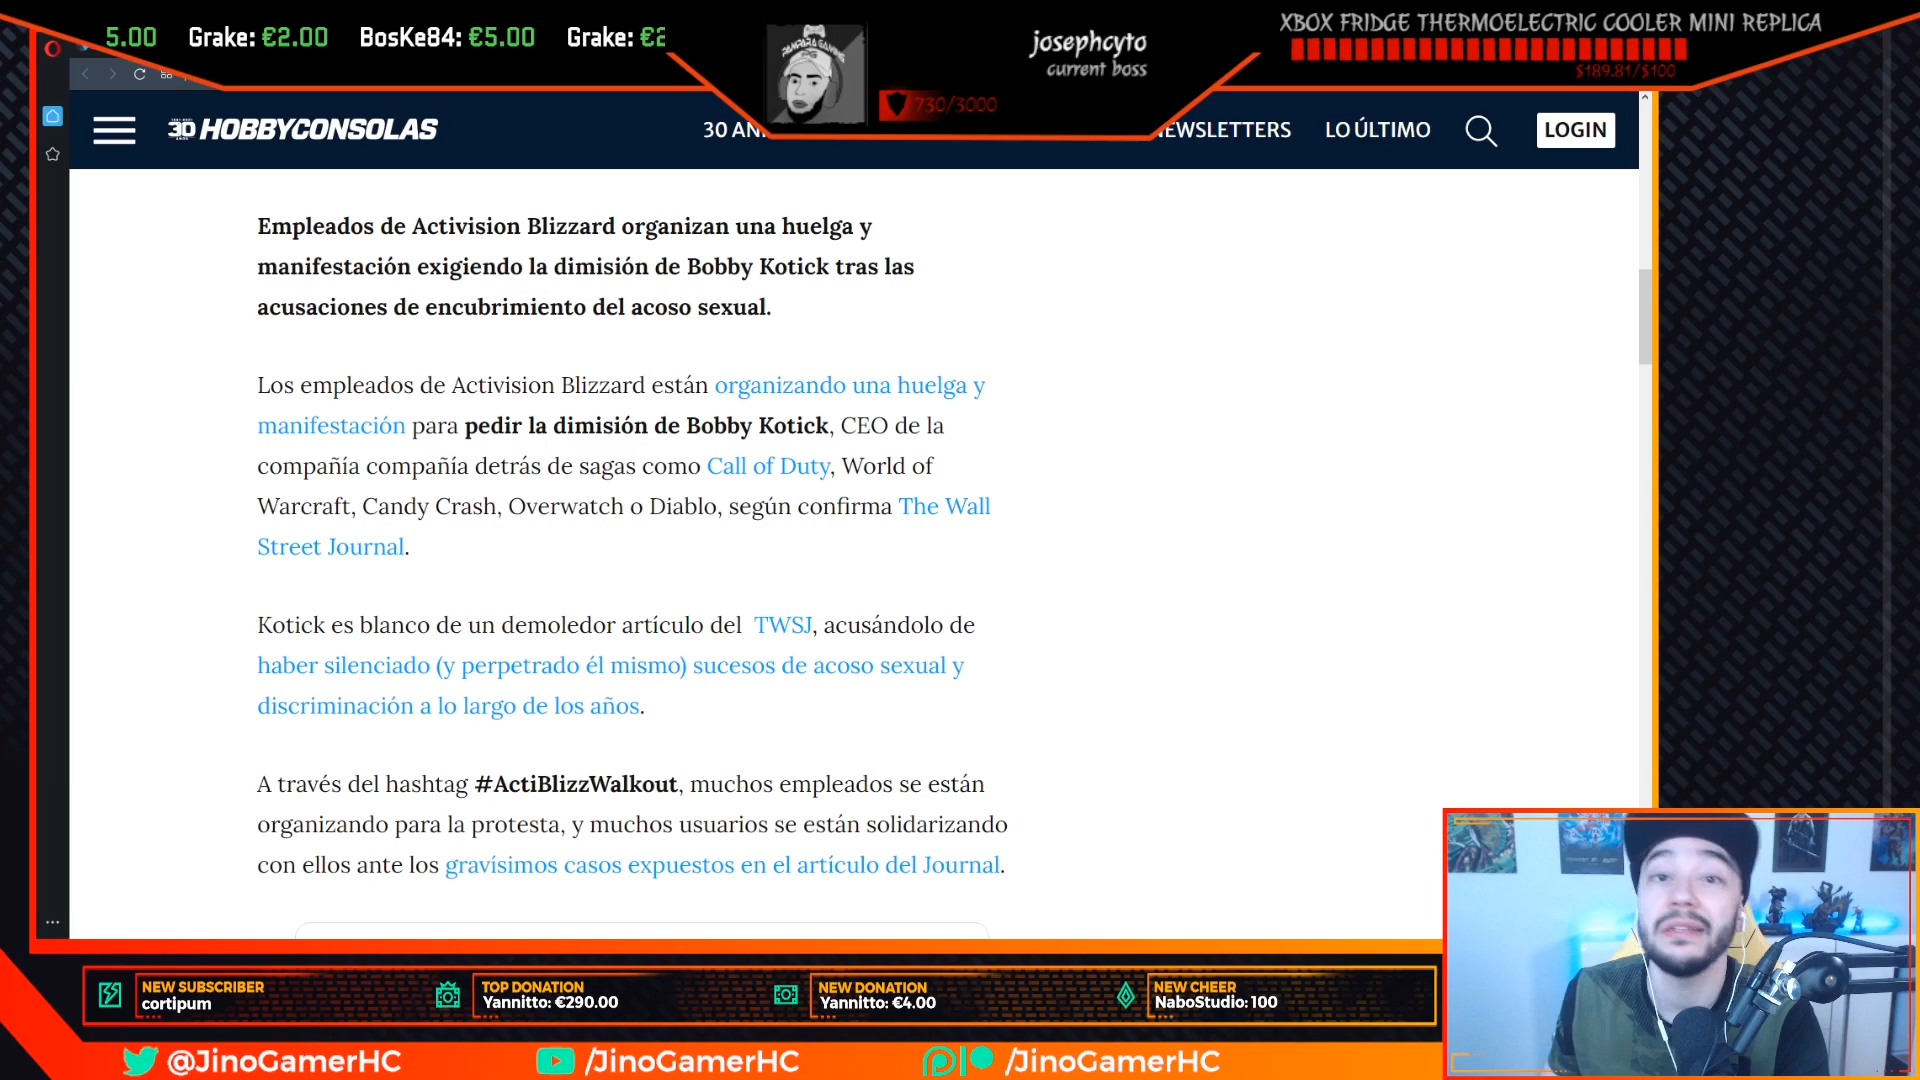 5.00 Grake: €2.00 BosKe84: €5.00 Grake: €2
josephcyto
current boss
730/3000
XBOX FRIDGE THERMOELECTRIC COOLER MINI REPLICA
$189.81/$100
30 HOBBYCONSOLAS
30 AN
NEWSLETTERS
LO ÚLTIMO
LOGIN
Empleados de Activision Blizzard organizan una huelga y
manifestación exigiendo la dimisión de Bobby Kotick tras las
acusaciones de encubrimiento del acoso sexual.
Los empleados de Activision Blizzard están organizando una huelga y
manifestación para pedir la dimisión de Bobby Kotick, CEO de la
compañía compañía detrás de sagas como Call of Duty, World of
Warcraft, Candy Crash, Overwatch o Diablo, según confirma The Wall
Street Journal.
Kotick es blanco de un demoledor artículo del TWSJ, acusándolo de
haber silenciado (y perpetrado él mismo) sucesos de acoso sexual y
discriminación a lo largo de los años.
A través del hashtag #ActiBlizzWalkout, muchos empleados se están
organizando para la protesta, y muchos usuarios se están solidarizando
con ellos ante los gravísimos casos expuestos en el artículo del Journal.
NEW SUBSCRIBER
cortipum
TOP DONATION
Yannitto: €290.00
NEW DONATION
Yannitto: €4.00
NEW CHEER
NaboStudio: 100
@JinoGamerHC
/JinoGamerHC
/JinoGamerHC